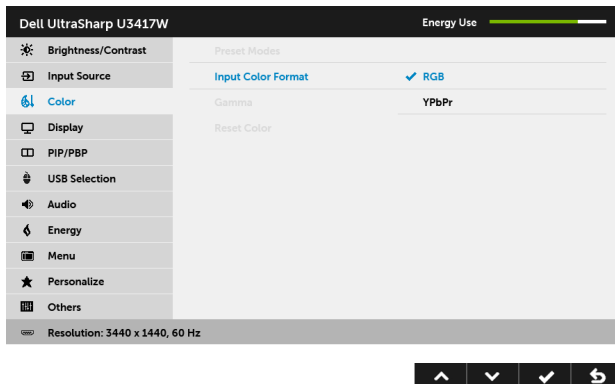 Dell UltraSharp U3417W
Energy Use
Brightness/Contrast
Preset Modes
Input Source
Input Color Format
RGB
Color
Gamma
YPbPr
Display
Reset Color
PIP/PBP
USB Selection
Audio
Energy
Menu
Personalize
Others
Resolution: 3440 x 1440, 60 Hz